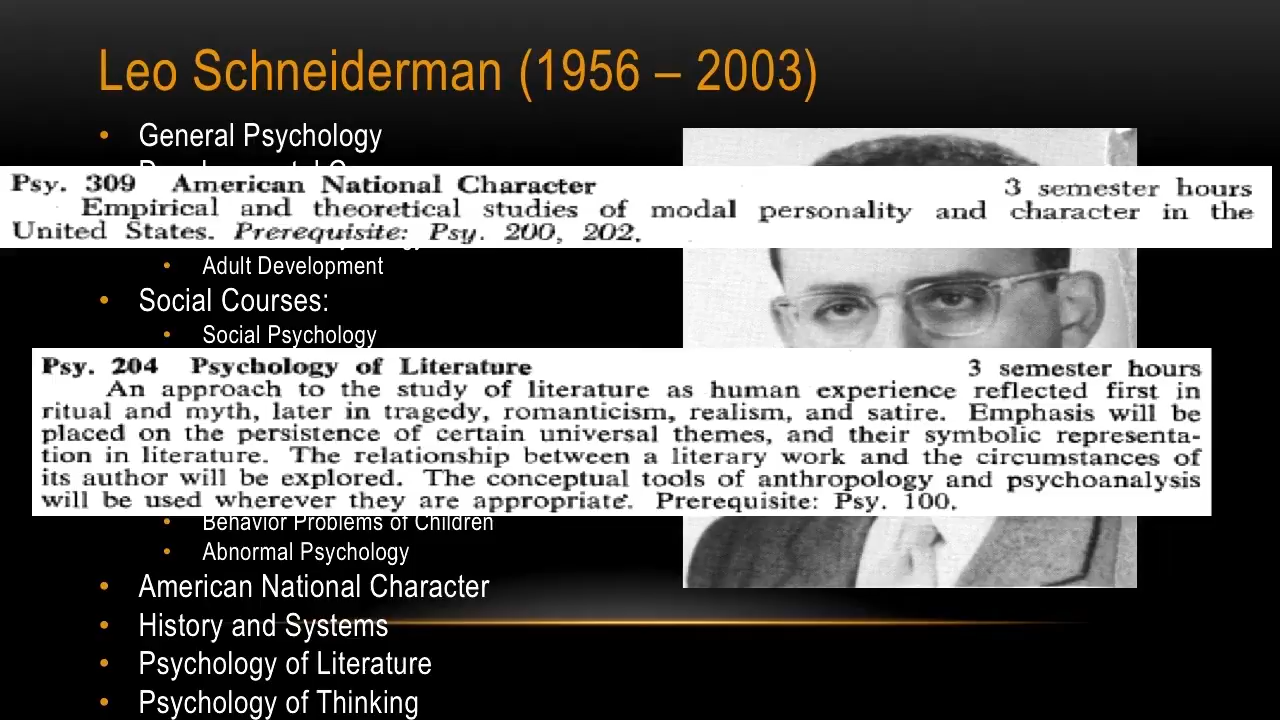 Leo Schneiderman (1956 – 2003)
• General Psychology
Psy. 309 American National Character 3 semester hours
Empirical and theoretical studies of modal personality and character in the
United States. Prerequisite: Psy. 200, 202.
• Adult Development
• Social Courses:
• Social Psychology
Psy. 204 Psychology of Literature 3 semester hours
An approach to the study of literature as human experience reflected first in
ritual and myth, later in tragedy, romanticism, realism, and satire. Emphasis will be
placed on the persistence of certain universal themes, and their symbolic representa-
tion in literature. The relationship between a literary work and the circumstances of
its author will be explored. The conceptual tools of anthropology and psychoanalysis
will be used wherever they are appropriate. Prerequisite: Psy. 100.
• Behavior Problems of Children
• Abnormal Psychology
• American National Character
• History and Systems
• Psychology of Literature
• Psychology of Thinking